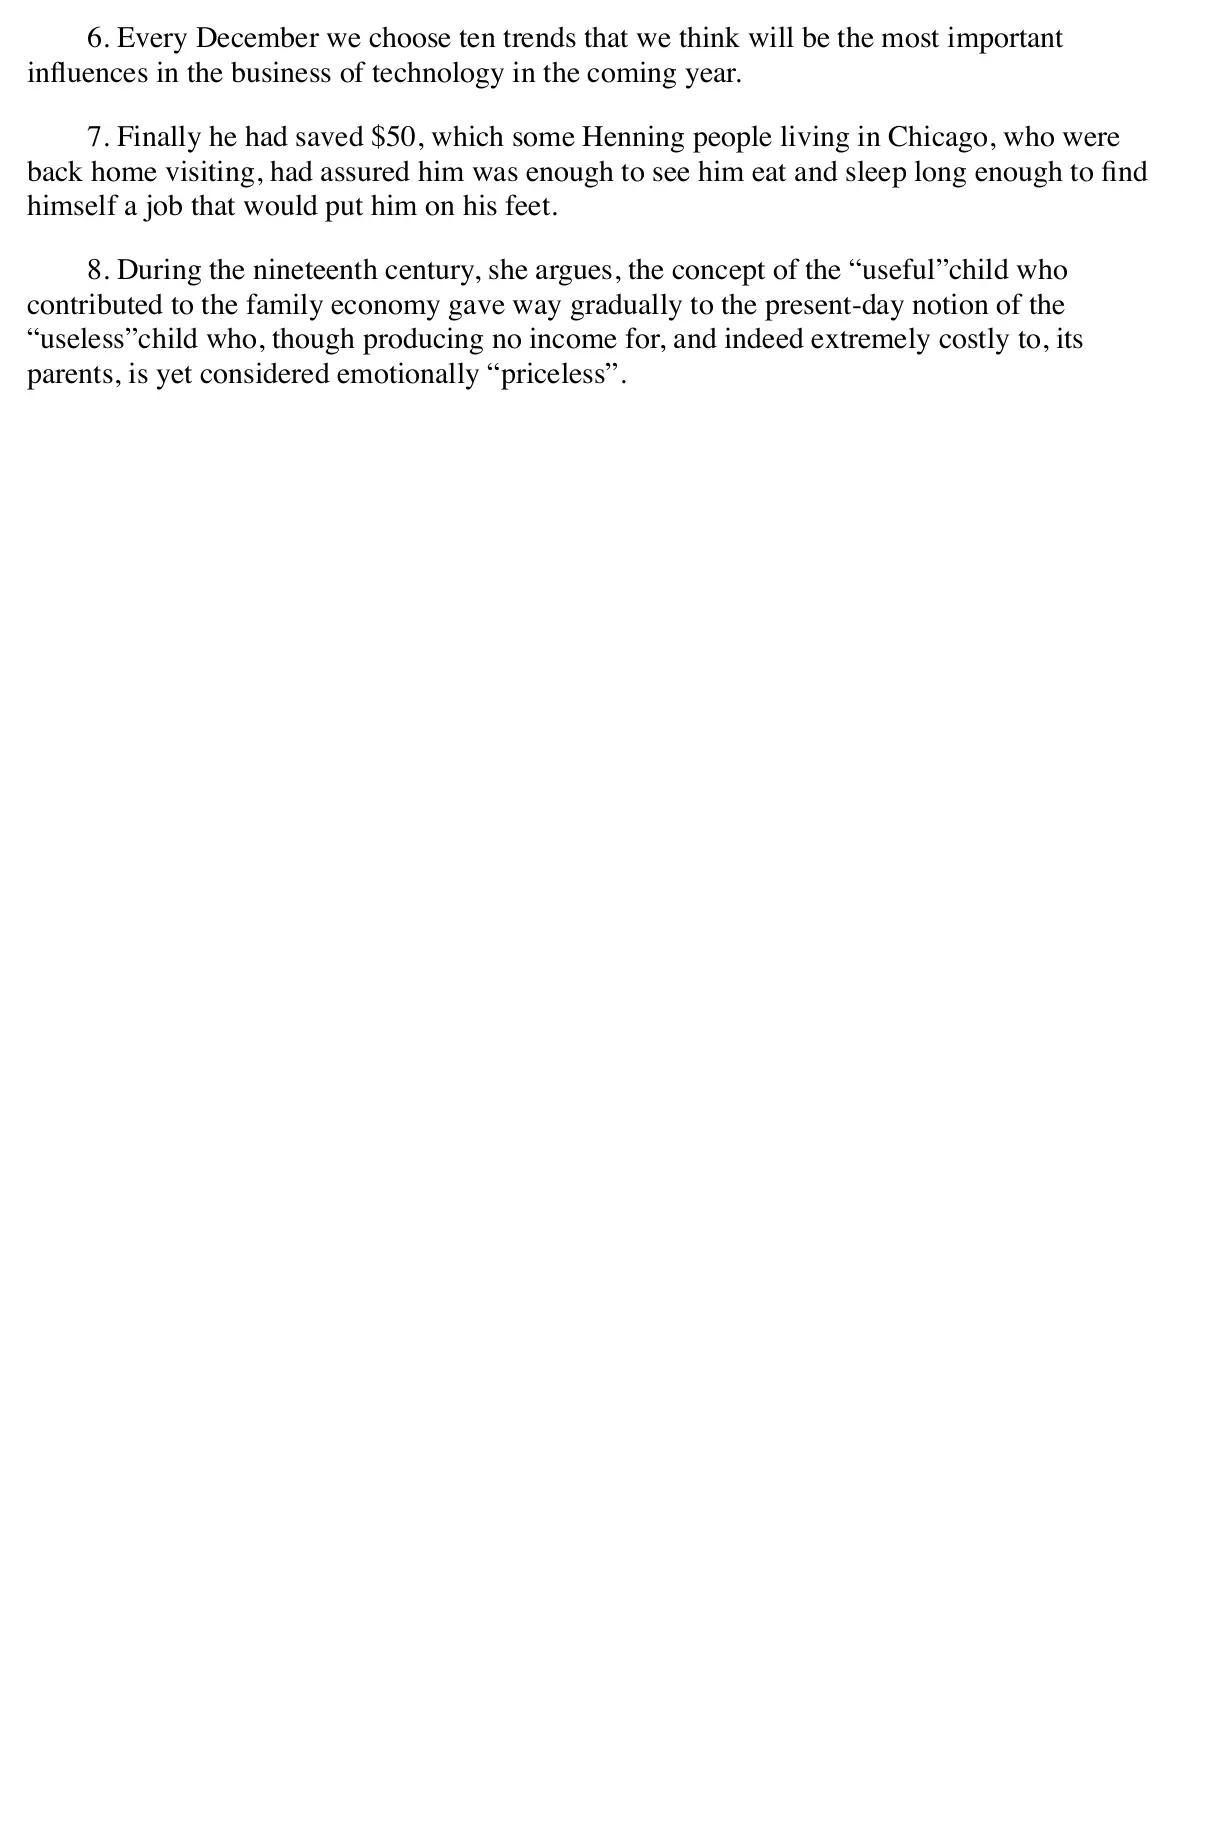 6. Every December we choose ten trends that we think will be the most important
influences in the business of technology in the coming year.
7. Finally he had saved $50, which some Henning people living in Chicago, who were
back home visiting, had assured him was enough to see him eat and sleep long enough to find
himself a job that would put him on his feet.
8. During the nineteenth century, she argues, the concept of the “useful”child who
contributed to the family economy gave way gradually to the present-day notion of the
“useless”child who, though producing no income for, and indeed extremely costly to, its
parents, is yet considered emotionally “priceless”.